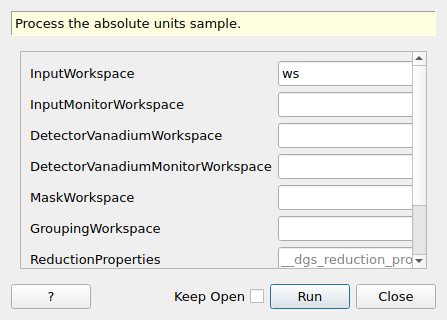 Process the absolute units sample.
InputWorkspace ws
InputMonitorWorkspace
DetectorVanadiumWorkspace
DetectorVanadiumMonitorWorkspace
MaskWorkspace
GroupingWorkspace
ReductionProperties __dgs_reduction_pro
? Keep Open Run Close